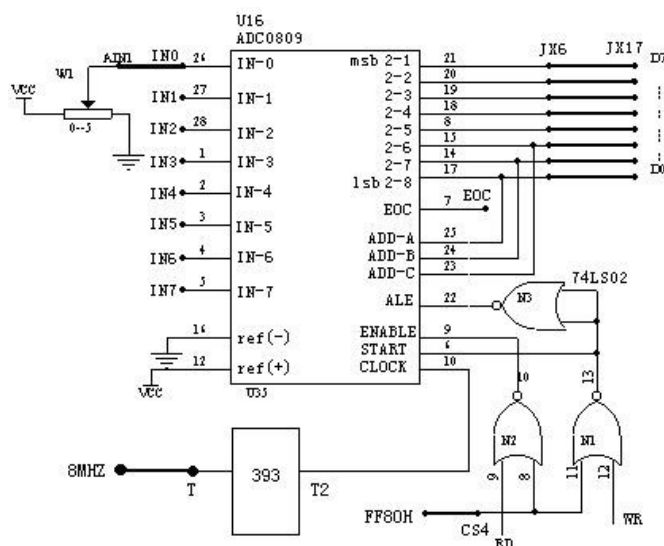 U16
ADC0809
JX6 JX17
AIN1 IN0 26 IN-0 msb 2-1 21 D7
W1
VCC
0--5
IN1 27 IN-1 2-2 20
IN2 28 IN-2 2-3 19
2-4 18
IN3 1 IN-3 2-5 8
2-6 15
IN4 2 IN-4 2-7 14
lsb 2-8 17 D0
IN5 3 IN-5 EOC 7 EOC
IN6 4 IN-6 ADD-A 25
ADD-B 24
IN7 5 IN-7 ADD-C 23
74LS02
ALE 22 N3
16 ref(-) ENABLE 9
START 6
12 ref(+) CLOCK 10
VCC
U35
10 13
8MHZ T 393 T2
N2 N1
9 8 11 12
FF80H CS4 WR
RD